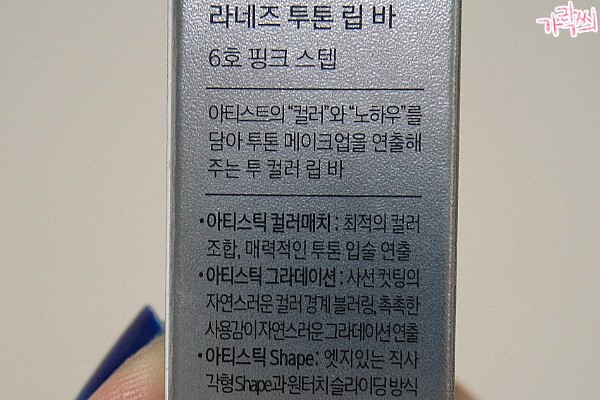 가락씨
라네즈 투톤 립 바
6호 핑크 스텝
아티스트의 "컬러"와 "노하우"를
담아 투톤 메이크업을 연출해
주는 투 컬러 립 바
•아티스틱 컬러매치 : 최적의 컬러
조합, 매력적인 투톤 입술 연출
•아티스틱 그라데이션 : 사선 컷팅의
자연스러운 컬러 경계 블러링, 촉촉한
사용감이 자연스러운 그라데이션 연출
•아티스틱 Shape : 엣지있는 직사
각형 Shape과 원터치 슬라이딩 방식